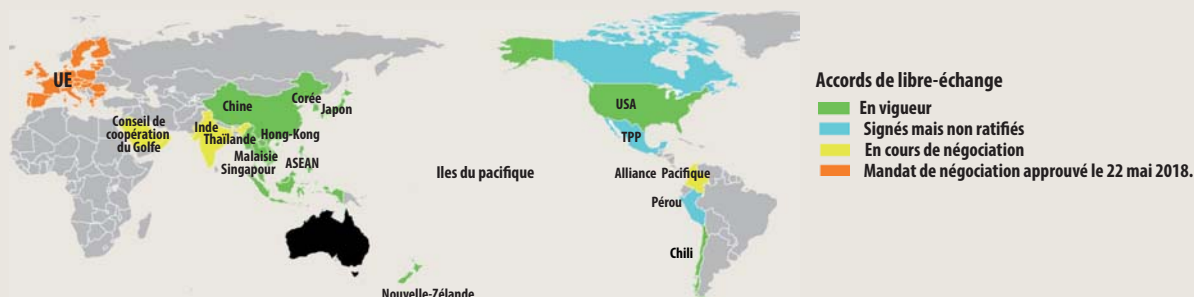 UE
Chine
Corée
Japon
Conseil de
coopération
du Golfe
Inde
Thaïlande
Hong-Kong
Malaisie
Singapour
ASEAN
Iles du pacifique
Nouvelle-Zélande
USA
TPP
Alliance Pacifique
Pérou
Chili
Accords de libre-échange
En vigueur
Signés mais non ratifiés
En cours de négociation
Mandat de négociation approuvé le 22 mai 2018.